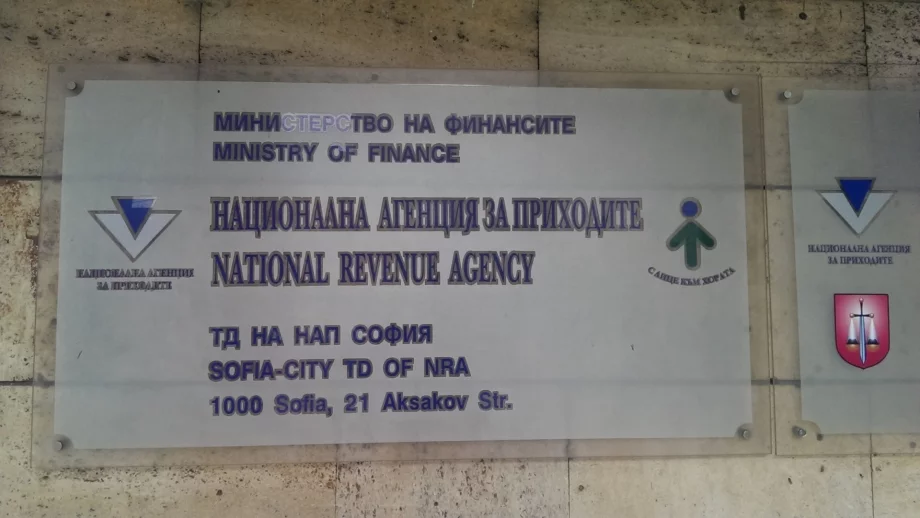 МИНИСТЕРСТВО НА ФИНАНСИТЕ
MINISTRY OF FINANCE
НАЦИОНАЛНА АГЕНЦИЯ ЗА ПРИХОДИТЕ
NATIONAL REVENUE AGENCY
НАЦИОНАЛНА АГЕНЦИЯ
ЗА ПРИХОДИТЕ
С ЛИЦЕ КЪМ ХОРАТА
ТД НА НАП СОФИЯ
SOFIA-CITY TD OF NRA
1000 Sofia, 21 Aksakov Str.
НАЦИОНАЛНА АГЕНЦИЯ
ЗА ПРИХОДИТЕ